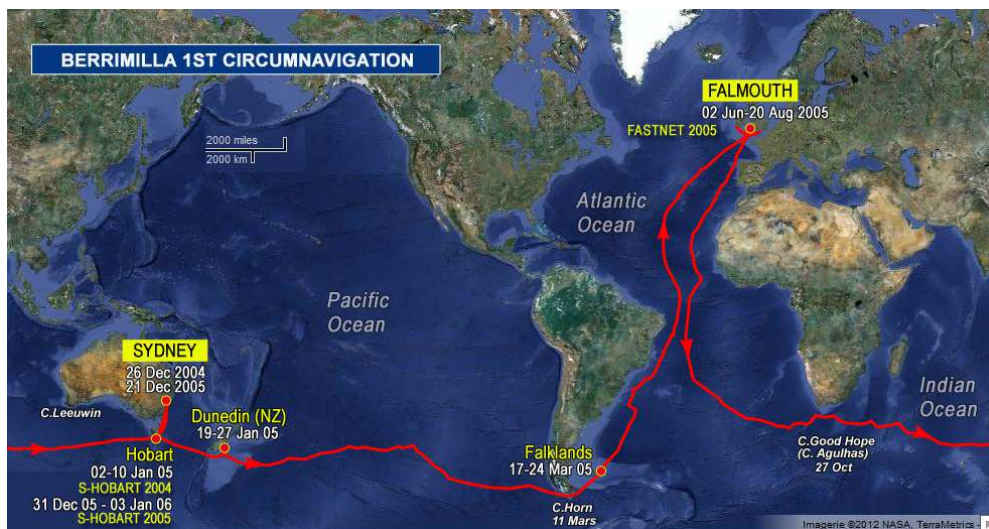 BERRIMILLA 1ST CIRCUMNAVIGATION
2000 miles
2000 km
FALMOUTH
02 Jun-20 Aug 2005
FASTNET 2005
Atlantic
Ocean
Pacific
Ocean
SYDNEY
26 Dec 2004
21 Dec 2005
C.Leeuwin
Dunedin (NZ)
19-27 Jan 05
Hobart
02-10 Jan 05
S-HOBART 2004
31 Dec 05 - 03 Jan 06
S-HOBART 2005
Falklands
17-24 Mar 05
C.Horn
11 Mars
Indian
Ocean
C.Good Hope
(C. Agulhas)
27 Oct
Imagerie ©2012 NASA, TerraMetrics -